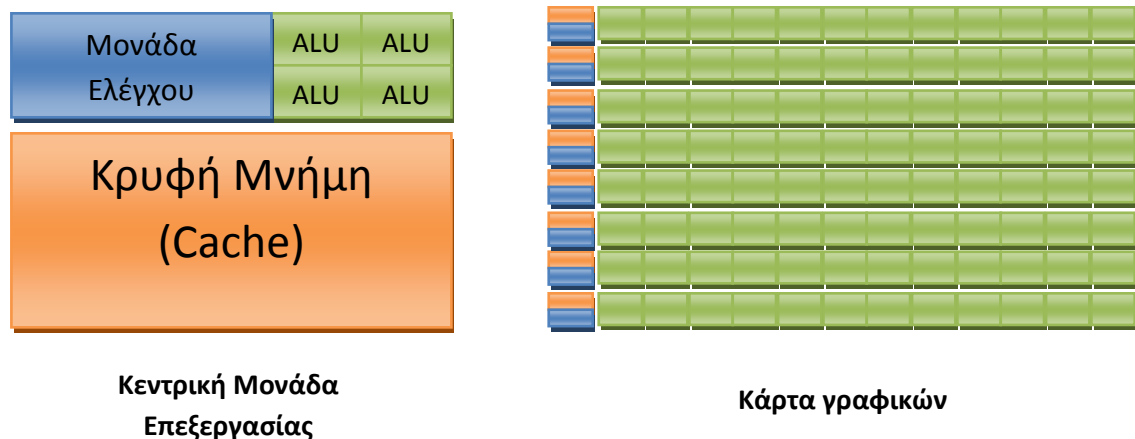 Μονάδα
Ελέγχου
ALU ALU
ALU ALU
Κρυφή Μνήμη
(Cache)
Κεντρική Μονάδα
Επεξεργασίας
Κάρτα γραφικών